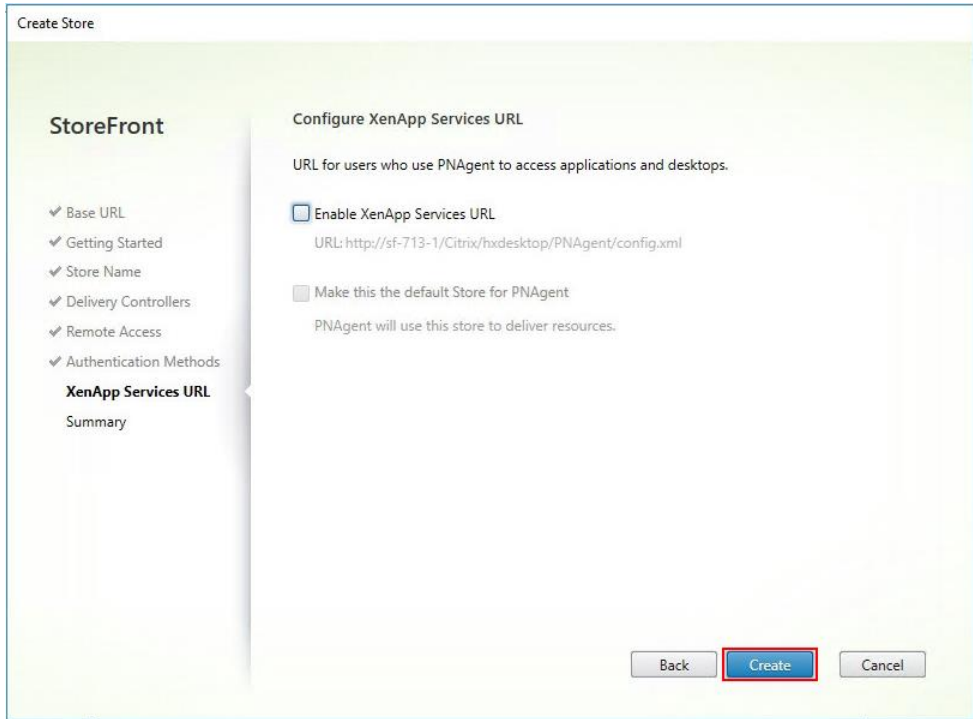 Create Store
StoreFront
Base URL
Getting Started
Store Name
Delivery Controllers
Remote Access
Authentication Methods
XenApp Services URL
Summary
Configure XenApp Services URL
URL for users who use PNAgent to access applications and desktops.
Enable XenApp Services URL
URL: http://sf-713-1/Citrix/hxdesktop/PNAgent/config.xml
Make this the default Store for PNAgent
PNAgent will use this store to deliver resources.
Back Create Cancel